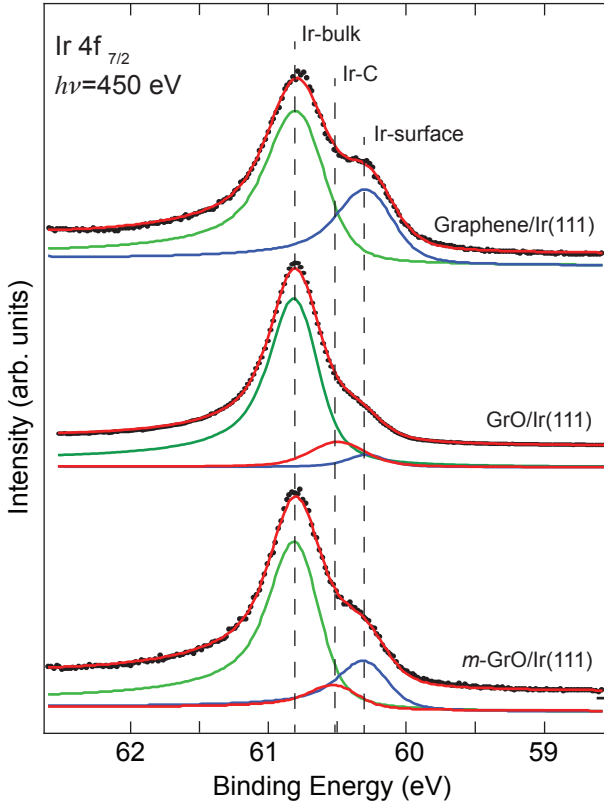 Ir 4f 7/2
hν=450 eV
Ir-bulk
Ir-C
Ir-surface
Graphene/Ir(111)
GrO/Ir(111)
m-GrO/Ir(111)
Intensity (arb. units)
62 61 60 59
Binding Energy (eV)